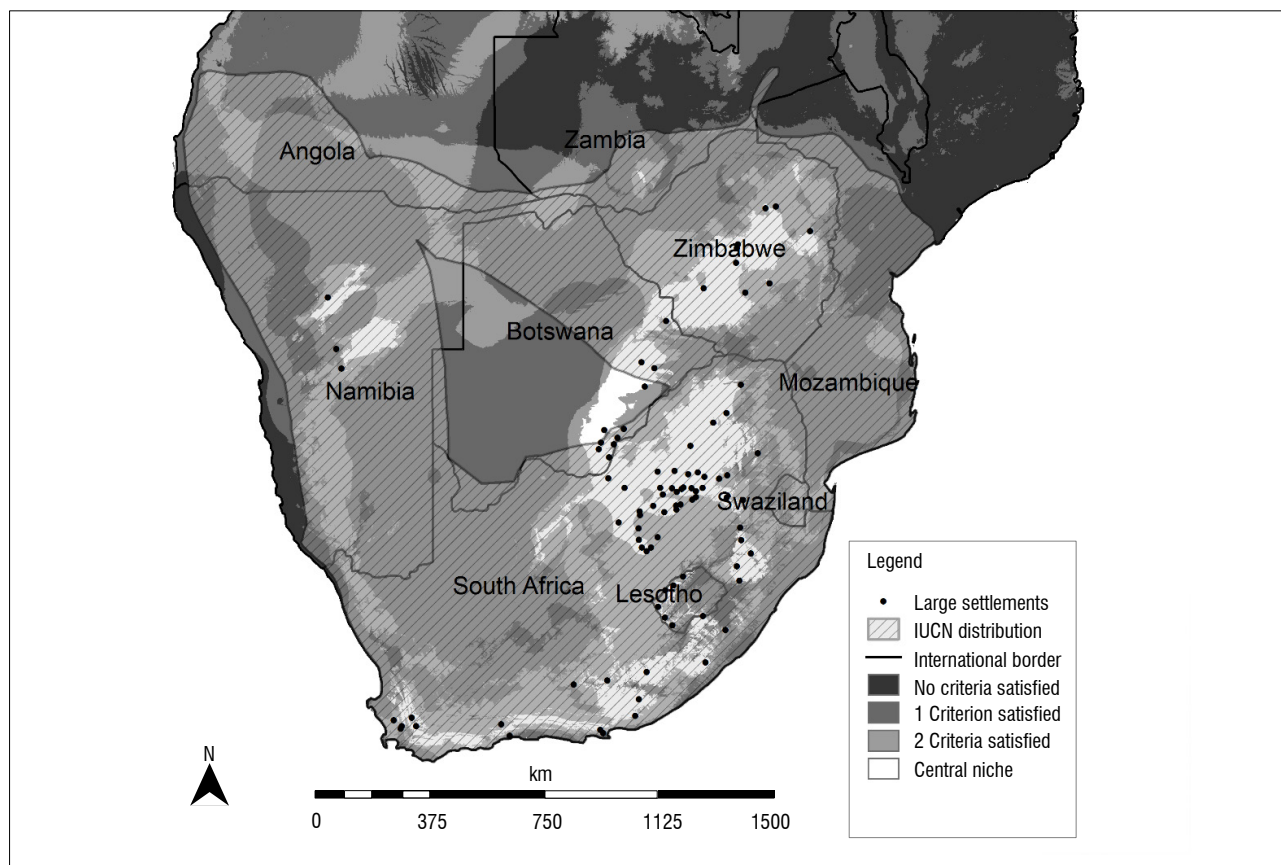 Angola
Zambia
Zimbabwe
Botswana
Namibia
Mozambique
Swaziland
South Africa
Lesotho
Legend
Large settlements
IUCN distribution
International border
No criteria satisfied
1 Criterion satisfied
2 Criteria satisfied
Central niche
N
km
0 375 750 1125 1500